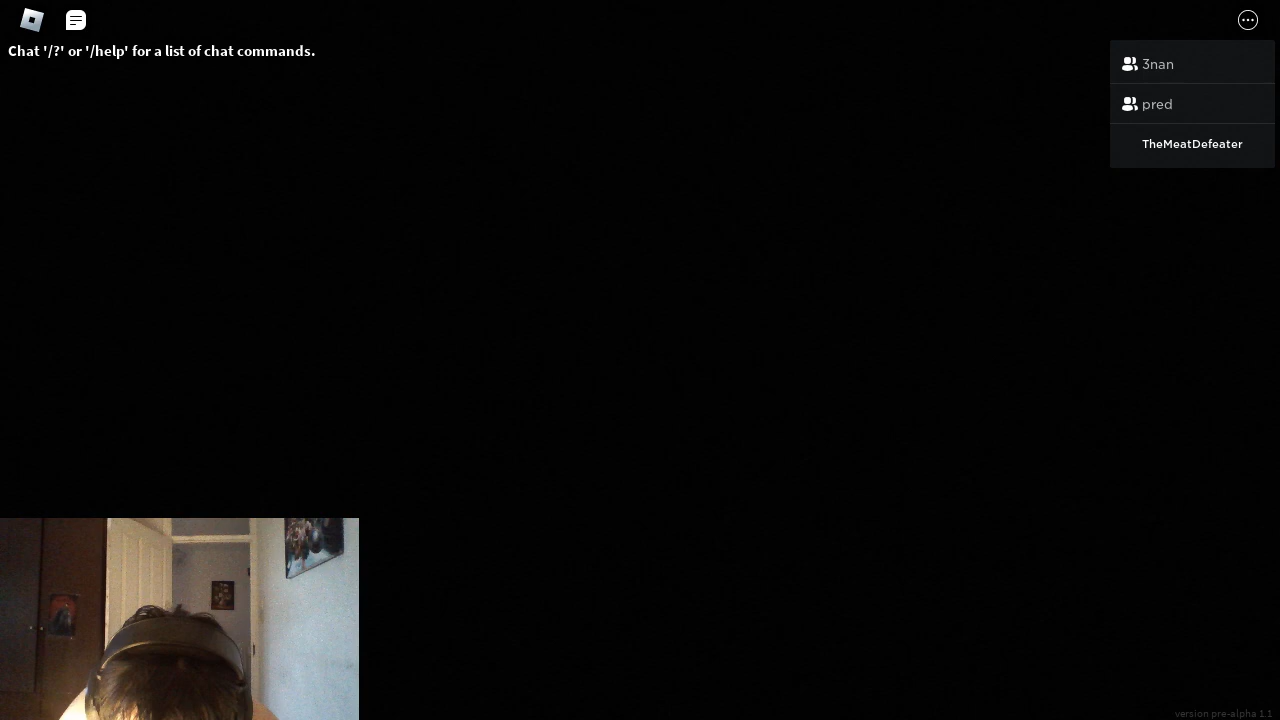 Chat '/?' or '/help' for a list of chat commands.
3nan
pred
TheMeatDefeater
version pre-alpha 1.1